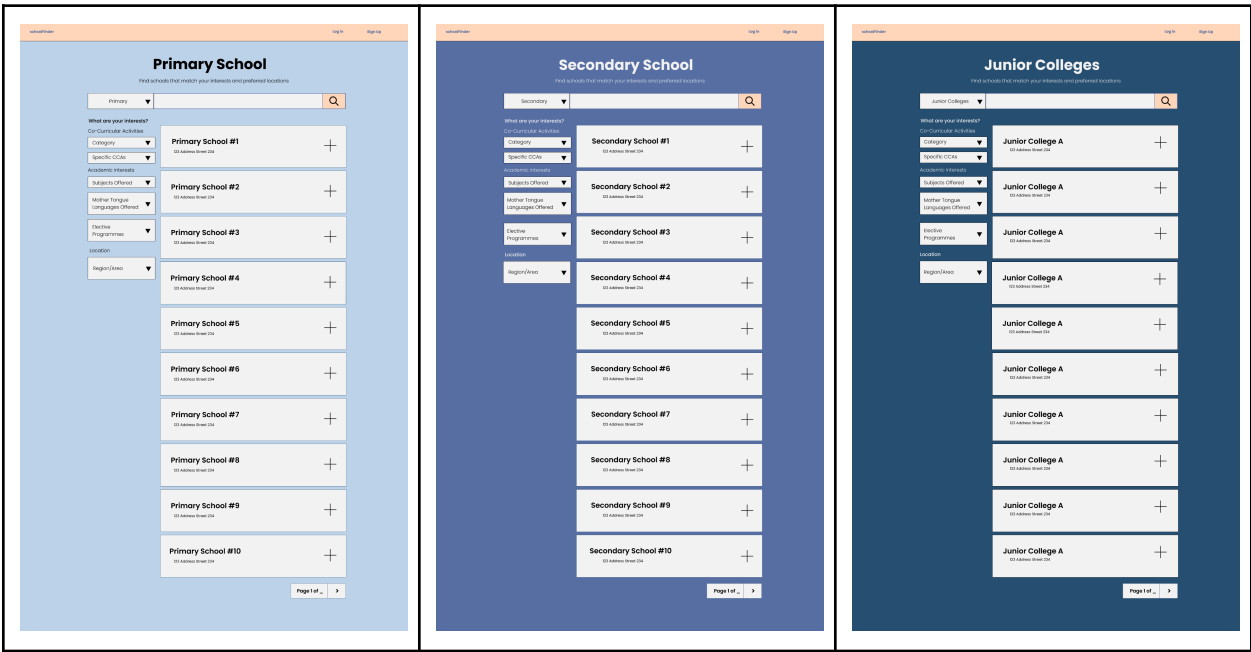 schoolFinder
Log In Sign Up
Primary School
Find schools that match your interests and preferred locations
Primary
What are your interests?
Co-Curricular Activities
Category
Specific CCAs
Academic Interests
Subjects Offered
Mother Tongue
Languages Offered
Elective
Programmes
Location
Region/Area
Primary School #1
123 Address Street 234
Primary School #2
123 Address Street 234
Primary School #3
123 Address Street 234
Primary School #4
123 Address Street 234
Primary School #5
123 Address Street 234
Primary School #6
123 Address Street 234
Primary School #7
123 Address Street 234
Primary School #8
123 Address Street 234
Primary School #9
123 Address Street 234
Primary School #10
123 Address Street 234
Page 1 of _ >
schoolFinder
Log In Sign Up
Secondary School
Find schools that match your interests and preferred locations
Secondary
What are your interests?
Co-Curricular Activities
Category
Specific CCAs
Academic Interests
Subjects Offered
Mother Tongue
Languages Offered
Elective
Programmes
Location
Region/Area
Secondary School #1
123 Address Street 234
Secondary School #2
123 Address Street 234
Secondary School #3
123 Address Street 234
Secondary School #4
123 Address Street 234
Secondary School #5
123 Address Street 234
Secondary School #6
123 Address Street 234
Secondary School #7
123 Address Street 234
Secondary School #8
123 Address Street 234
Secondary School #9
123 Address Street 234
Secondary School #10
123 Address Street 234
Page 1 of _ >
schoolFinder
Log In Sign Up
Junior Colleges
Find schools that match your interests and preferred locations
Junior Colleges
What are your interests?
Co-Curricular Activities
Category
Specific CCAs
Academic Interests
Subjects Offered
Mother Tongue
Languages Offered
Elective
Programmes
Location
Region/Area
Junior College A
123 Address Street 234
Junior College A
123 Address Street 234
Junior College A
123 Address Street 234
Junior College A
123 Address Street 234
Junior College A
123 Address Street 234
Junior College A
123 Address Street 234
Junior College A
123 Address Street 234
Junior College A
123 Address Street 234
Junior College A
123 Address Street 234
Junior College A
123 Address Street 234
Page 1 of _ >